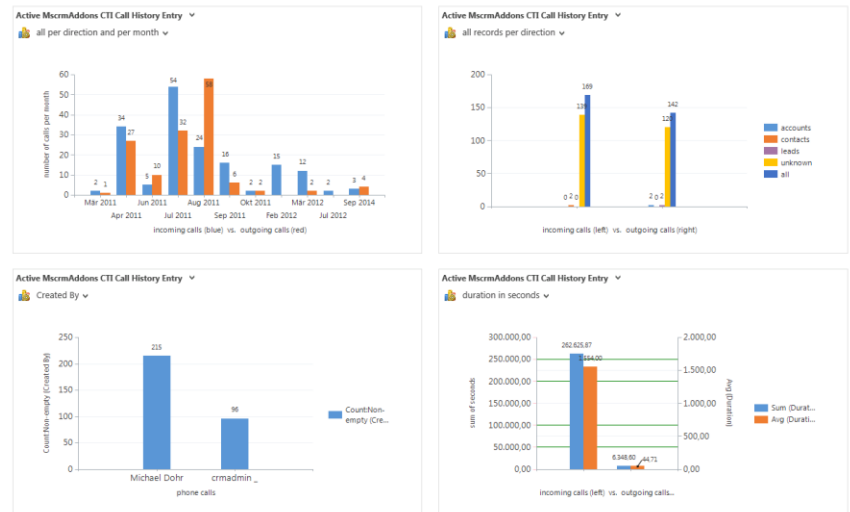 Active MscrmAddons CTI Call History Entry
all per direction and per month
60
50
40
30
20
10
0
number of calls per month
2 1
34
27
5
10
54
32
24
58
16
6
2 2
15
12
2
2
3 4
Mär 2011 Jun 2011 Aug 2011 Okt 2011 Mär 2012 Sep 2014
Apr 2011 Jul 2011 Sep 2011 Feb 2012 Jul 2012
incoming calls (blue) vs. outgoing calls (red)
Active MscrmAddons CTI Call History Entry
all records per direction
200
150
100
50
0
0 2 0
139
169
2 0 2
120
142
accounts
contacts
leads
unknown
all
incoming calls (left) vs. outgoing calls (right)
Active MscrmAddons CTI Call History Entry
Created By
250
200
150
100
50
0
Count:Non-empty (Created By)
215
96
Count:Non-
empty (Cre...
Michael Dohr crmadmin _
phone calls
Active MscrmAddons CTI Call History Entry
duration in seconds
300.000,00
250.000,00
200.000,00
150.000,00
100.000,00
50.000,00
0,00
sum of seconds
262.625,87
6.348,60
44,71
2.000,00
1.500,00
1.000,00
500,00
0,00
Avg (Duration)
Sum (Durat...
Avg (Durati...
incoming calls (left) vs. outgoing calls...